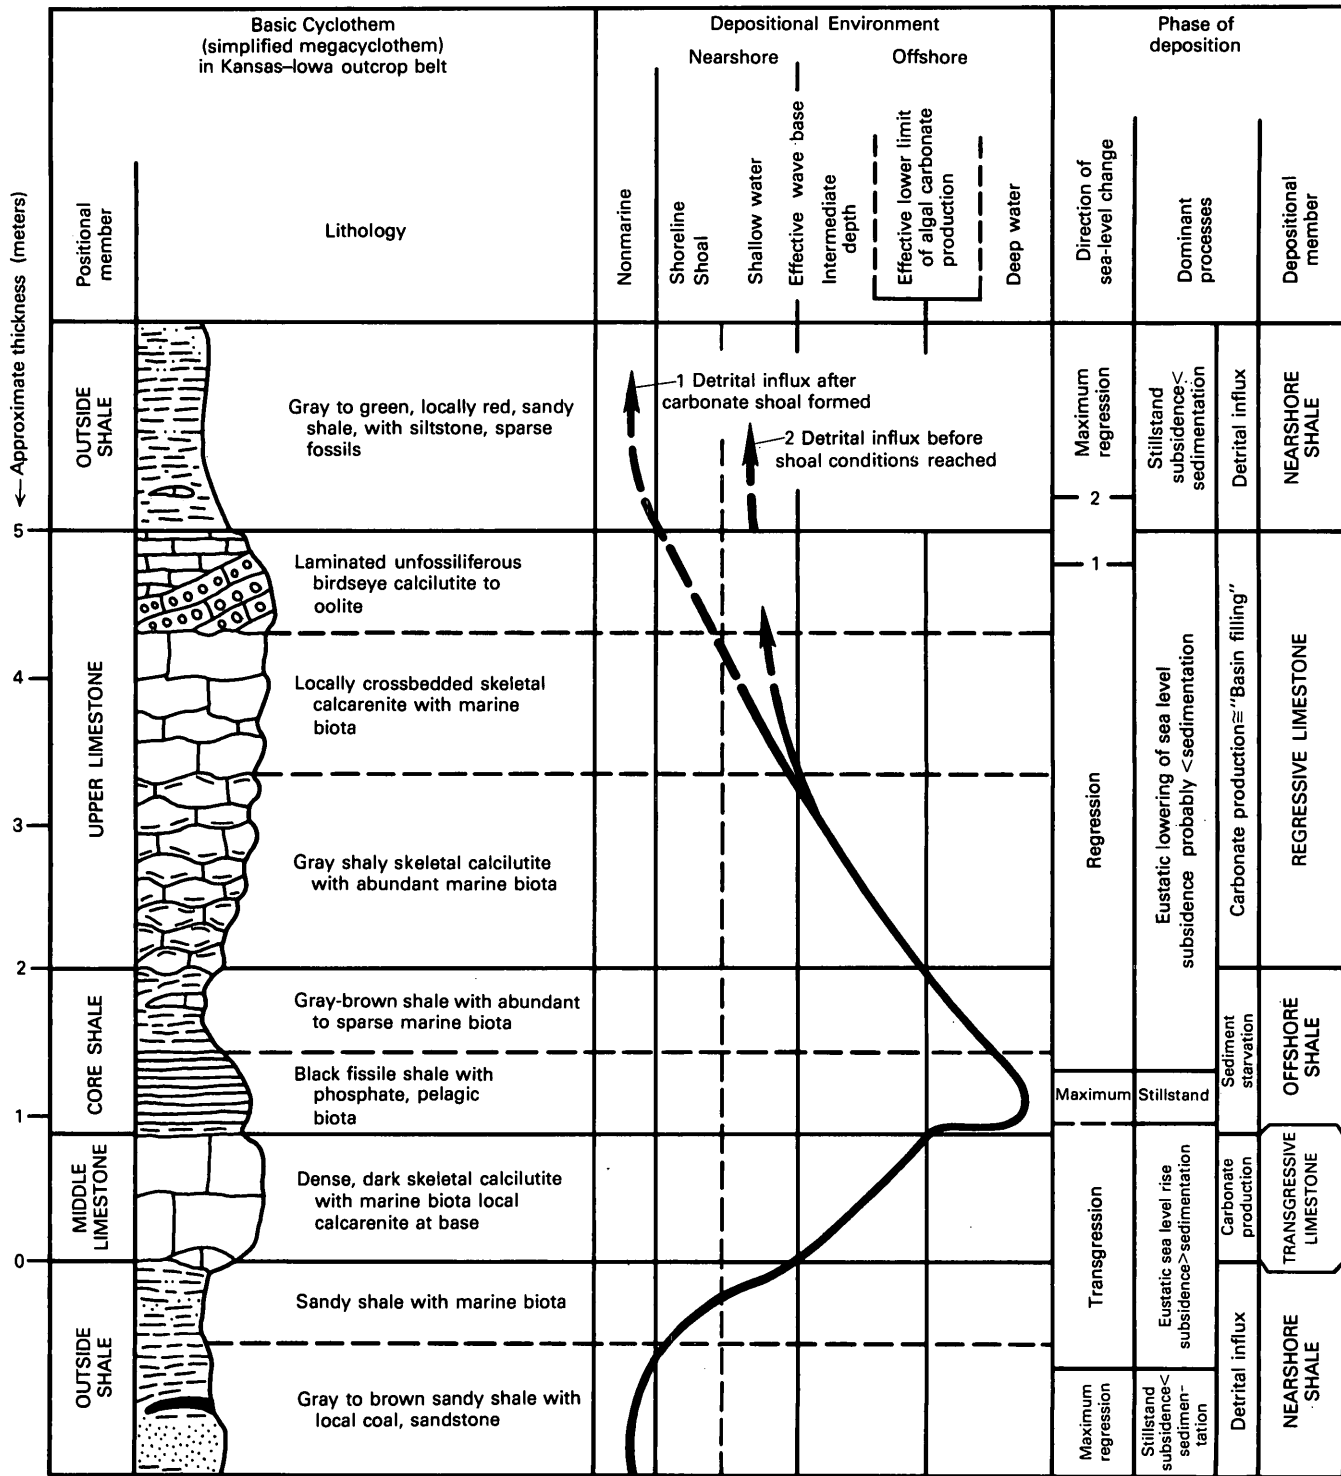 Basic Cyclothem
(simplified megacyclothem)
in Kansas–Iowa outcrop belt
Depositional Environment
Nearshore
Offshore
Phase of
deposition
← Approximate thickness (meters)
Positional
member
Lithology
Nonmarine
Shoreline
Shoal
Shallow water
Effective wave base
Intermediate
depth
Effective lower limit
of algal carbonate
production
Deep water
Direction of
sea-level change
Dominant
processes
Depositional
member
OUTSIDE
SHALE
Gray to green, locally red, sandy
shale, with siltstone, sparse
fossils
1 Detrital influx after
carbonate shoal formed
2 Detrital influx before
shoal conditions reached
Maximum
regression
2
1
Stillstand
subsidence<
sedimentation
Detrital influx
NEARSHORE
SHALE
5
UPPER LIMESTONE
Laminated unfossiliferous
birdseye calcilutite to
oolite
4
Locally crossbedded skeletal
calcarenite with marine
biota
3
Gray shaly skeletal calcilutite
with abundant marine biota
Regression
Eustatic lowering of sea level
subsidence probably <sedimentation
Carbonate production≅"Basin filling"
REGRESSIVE LIMESTONE
2
CORE SHALE
Gray-brown shale with abundant
to sparse marine biota
Black fissile shale with
phosphate, pelagic
biota
1
Maximum
Stillstand
Sediment
starvation
OFFSHORE
SHALE
MIDDLE
LIMESTONE
Dense, dark skeletal calcilutite
with marine biota local
calcarenite at base
0
Transgression
Eustatic sea level rise
subsidence>sedimentation
Carbonate
production
TRANSGRESSIVE
LIMESTONE
OUTSIDE
SHALE
Sandy shale with marine biota
Gray to brown sandy shale with
local coal, sandstone
Maximum
regression
Stillstand
subsidence<
sedimen-
tation
Detrital influx
NEARSHORE
SHALE